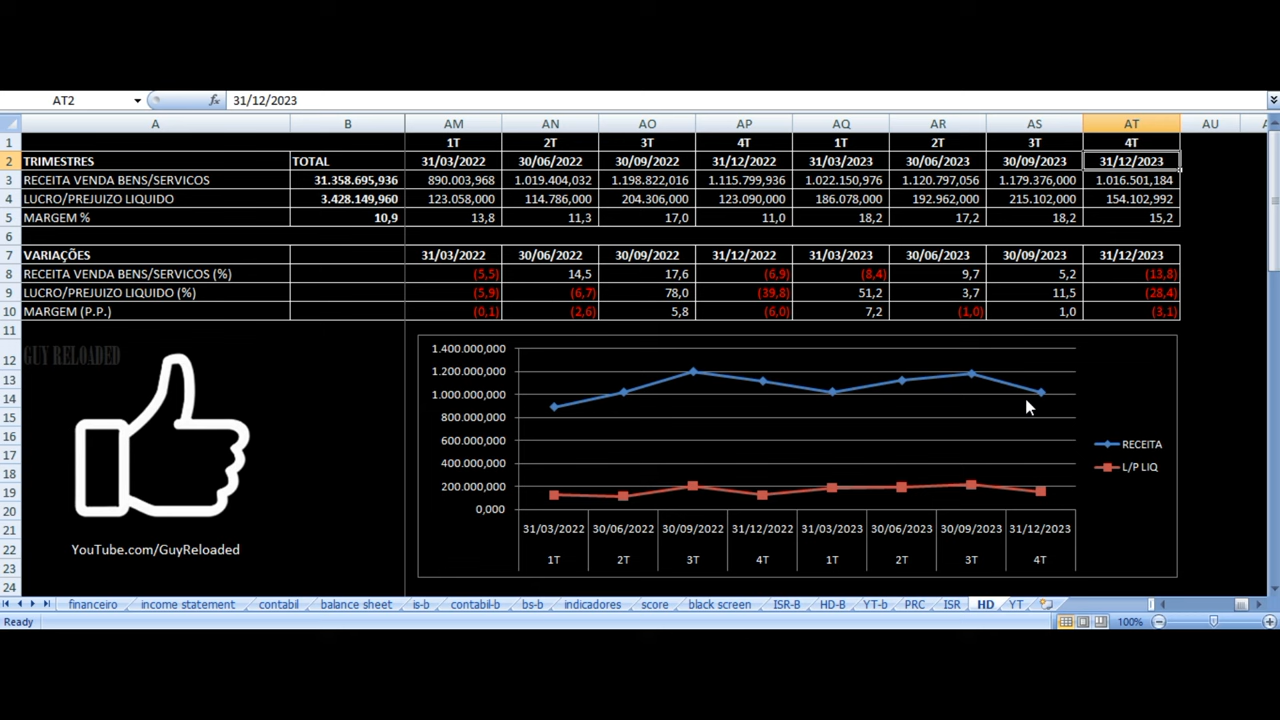 AT2 fx 31/12/2023
A B AM AN AO AP AQ AR AS AT AU
1 1T 2T 3T 4T 1T 2T 3T 4T
2 TRIMESTRES TOTAL 31/03/2022 30/06/2022 30/09/2022 31/12/2022 31/03/2023 30/06/2023 30/09/2023 31/12/2023
3 RECEITA VENDA BENS/SERVICOS 31.358.695,936 890.003,968 1.019.404,032 1.198.822,016 1.115.799,936 1.022.150,976 1.120.797,056 1.179.376,000 1.016.501,184
4 LUCRO/PREJUIZO LIQUIDO 3.428.149,960 123.058,000 114.786,000 204.306,000 123.090,000 186.078,000 192.962,000 215.102,000 154.102,992
5 MARGEM % 10,9 13,8 11,3 17,0 11,0 18,2 17,2 18,2 15,2
6
7 VARIAÇÕES 31/03/2022 30/06/2022 30/09/2022 31/12/2022 31/03/2023 30/06/2023 30/09/2023 31/12/2023
8 RECEITA VENDA BENS/SERVICOS (%) (5,5) 14,5 17,6 (6,9) (8,4) 9,7 5,2 (13,8)
9 LUCRO/PREJUIZO LIQUIDO (%) (5,9) (6,7) 78,0 (39,8) 51,2 3,7 11,5 (28,4)
10 MARGEM (P.P.) (0,1) (2,6) 5,8 (6,0) 7,2 (1,0) 1,0 (3,1)
11
12 GUY RELOADED
13
14
15
16
17
18
19
20
21
22
23
24
YouTube.com/GuyReloaded
1.400.000,000
1.200.000,000
1.000.000,000
800.000,000
600.000,000
400.000,000
200.000,000
0,000
31/03/2022 30/06/2022 30/09/2022 31/12/2022 31/03/2023 30/06/2023 30/09/2023 31/12/2023
1T 2T 3T 4T 1T 2T 3T 4T
RECEITA
L/P LIQ
financeiro income statement contabil balance sheet is-b contabil-b bs-b indicadores score black screen ISR-B HD-B YT-b PRC ISR HD YT
Ready 100%